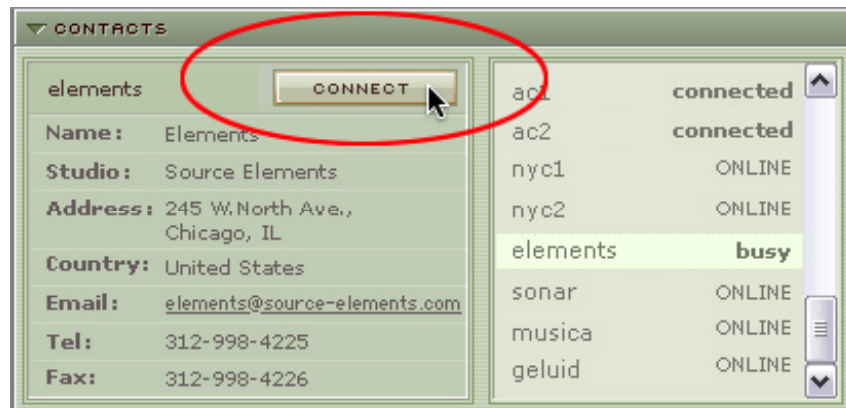 CONTACTS
elements CONNECT
Name: Elements
Studio: Source Elements
Address: 245 W.North Ave.,
Chicago, IL
Country: United States
Email: elements@source-elements.com
Tel: 312-998-4225
Fax: 312-998-4226
ac1 connected
ac2 connected
nyc1 ONLINE
nyc2 ONLINE
elements busy
sonar ONLINE
musica ONLINE
geluid ONLINE